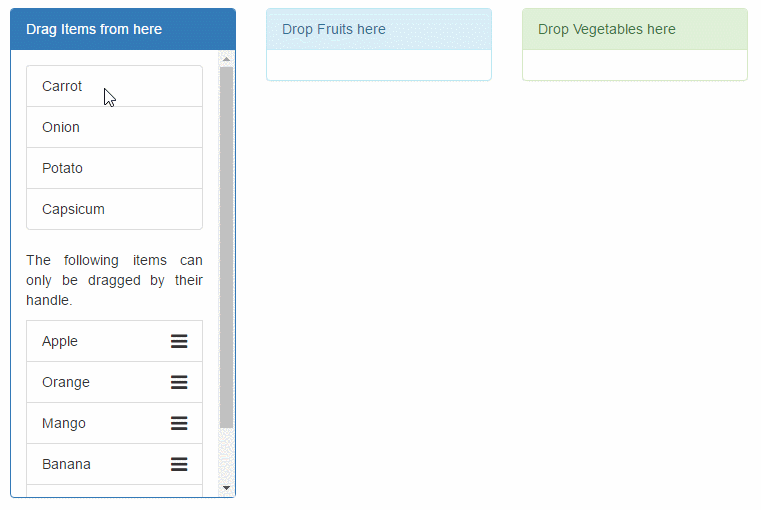 Drag Items from here
Carrot
Onion
Potato
Capsicum
The following items can
only be dragged by their
handle.
Apple
Orange
Mango
Banana
Drop Fruits here
Drop Vegetables here